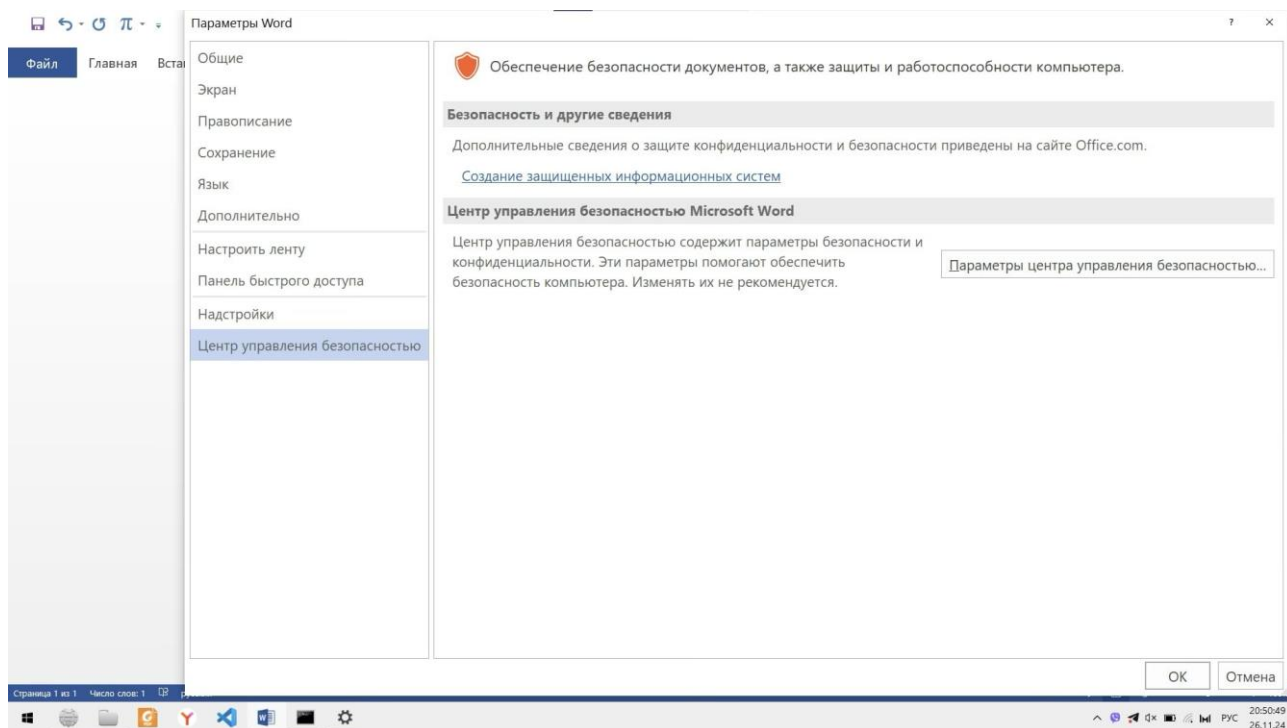 Параметры Word
? ×
Файл Главная Вста
Общие
Экран
Правописание
Сохранение
Язык
Дополнительно
Настроить ленту
Панель быстрого доступа
Надстройки
Центр управления безопасностью
Обеспечение безопасности документов, а также защиты и работоспособности компьютера.
Безопасность и другие сведения
Дополнительные сведения о защите конфиденциальности и безопасности приведены на сайте Office.com.
Создание защищенных информационных систем
Центр управления безопасностью Microsoft Word
Центр управления безопасностью содержит параметры безопасности и
конфиденциальности. Эти параметры помогают обеспечить
безопасность компьютера. Изменять их не рекомендуется.
Параметры центра управления безопасностью...
ОК Отмена
Страница 1 из 1 Число слов: 1
РУС
20:50:49
26.11.24